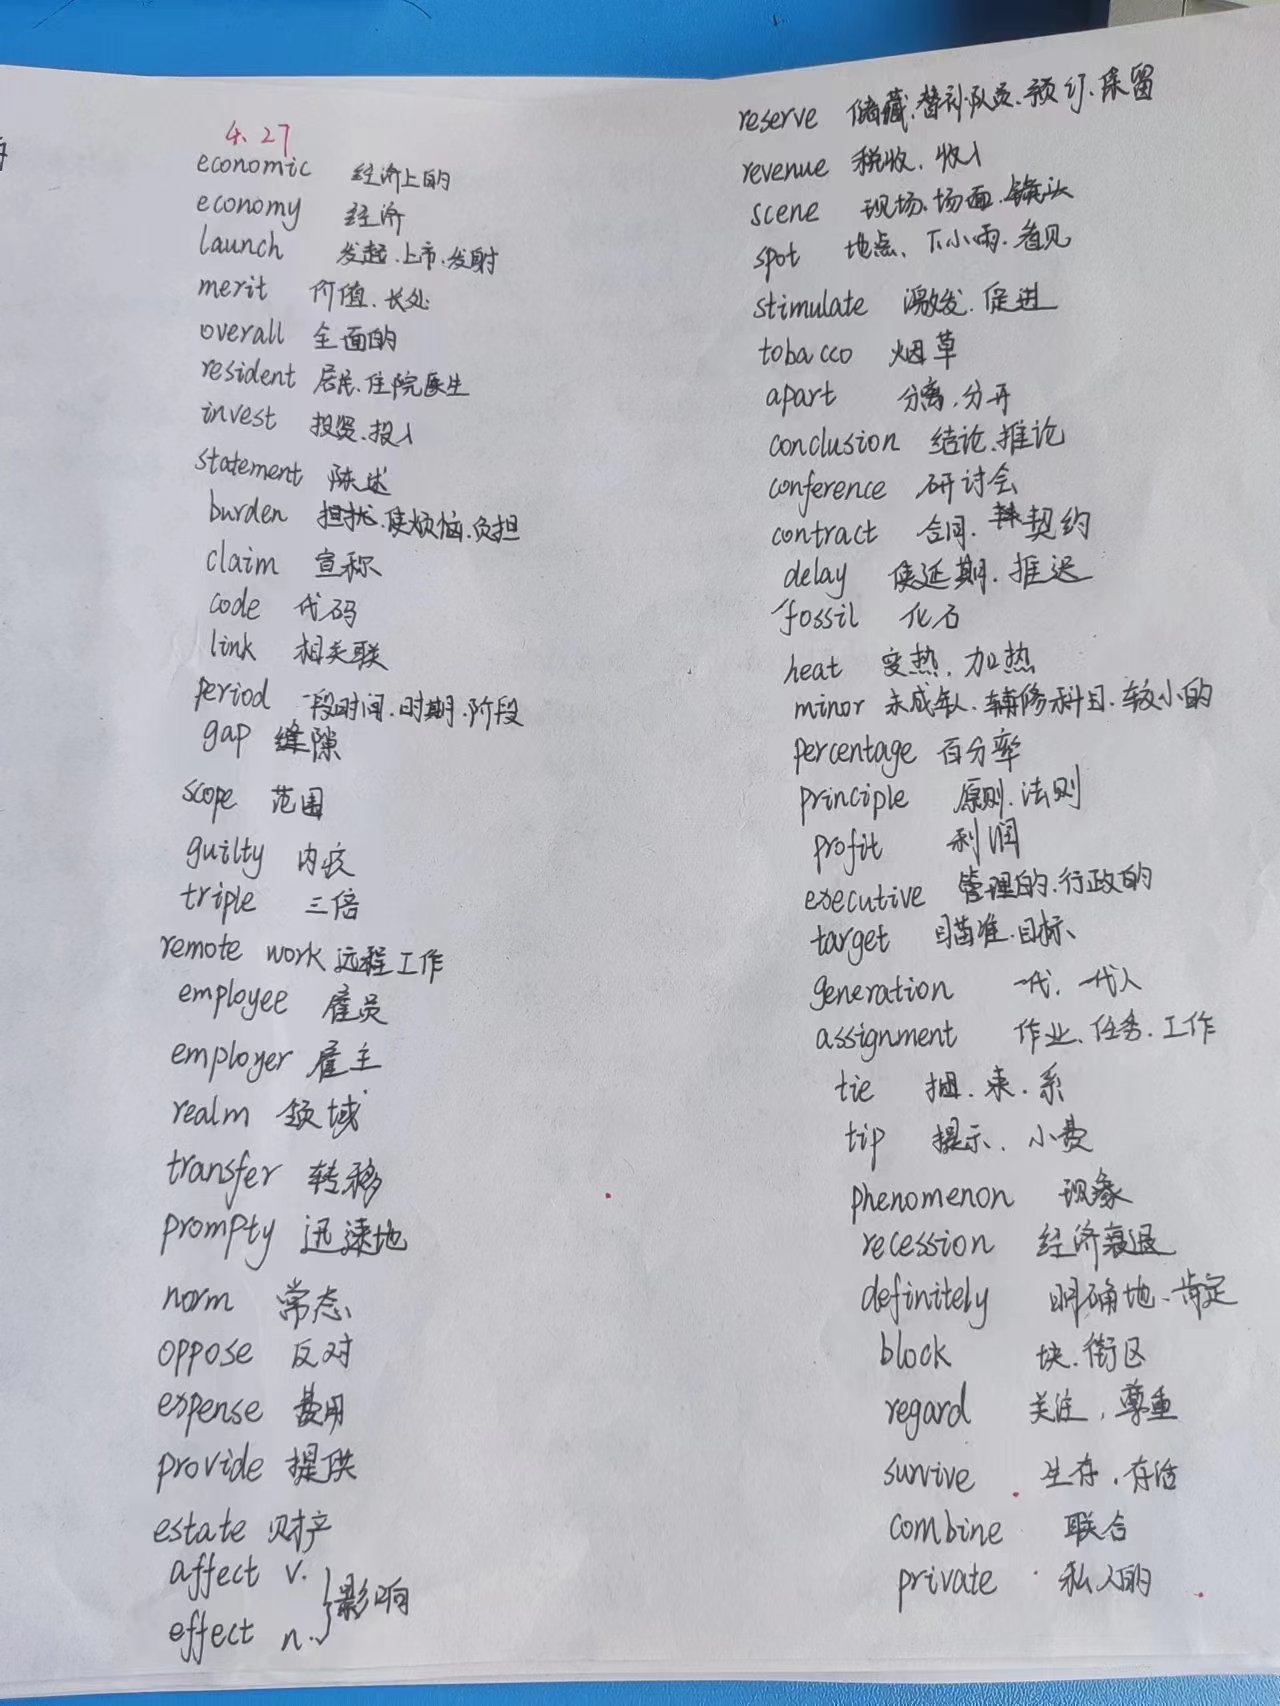 4.27
economic 经济上的
economy 经济
launch 发起.上市.发射
merit 价值、长处
overall 全面的
resident 居民.住院医生
invest 投资.投入
statement 陈述
burden 担扰.使烦恼.负担
claim 宣称
code 代码
link 相关联
period 一段时间.时期.阶段
gap 缝隙
scope 范围
guilty 内疚
triple 三倍
remote work 远程工作
employee 雇员
employer 雇主
realm 领域
transfer 转移
prompty 迅速地
norm 常态
oppose 反对
expense 费用
provide 提供
estate 财产
affect v.
effect n.
}影响
reserve 储藏.替补队员.预订.保留
revenue 税收.收入
scene 现场.场面.镜头
spot 地点、下小雨.看见
stimulate 激发.促进
tobacco 烟草
apart 分离.分开
conclusion 结论.推论
conference 研讨会
contract 合同.契约
delay 使延期.推迟
fossil 化石
heat 变热.加热
minor 未成年人.辅修科目.较小的
percentage 百分率
principle 原则.法则
profit 利润
executive 管理的.行政的
target 瞄准.目标
generation 一代.一代人
assignment 作业.任务.工作
tie 捆.束.系
tip 提示.小费
phenomenon 现象
recession 经济衰退
definitely 明确地、肯定
block 块.街区
regard 关注,尊重
survive 生存.存活
combine 联合
private 私人的